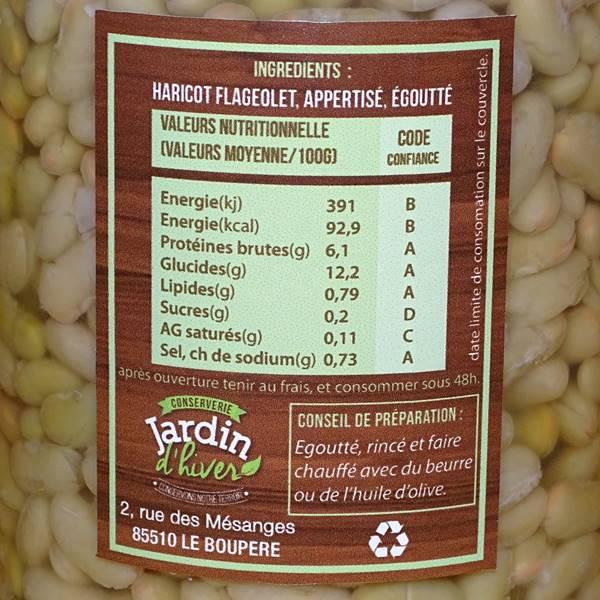 INGREDIENTS :
HARICOT FLAGEOLET, APPERTISÉ, ÉGOUTTÉ
VALEURS NUTRITIONNELLE
(VALEURS MOYENNE/100G)
CODE
CONFIANCE
Energie(kj) 391 B
Energie(kcal) 92,9 B
Protéines brutes(g) 6,1 A
Glucides(g) 12,2 A
Lipides(g) 0,79 A
Sucres(g) 0,2 D
AG saturés(g) 0,11 C
Sel, ch de sodium(g) 0,73 A
date limite de consomation sur le couvercle.
après ouverture tenir au frais, et consommer sous 48h.
CONSERVERIE
Jardin
d'hiver
CONSERVONS NOTRE TERROIR
2, rue des Mésanges
85510 LE BOUPERE
CONSEIL DE PRÉPARATION :
Egoutté, rincé et faire
chauffé avec du beurre
ou de l'huile d'olive.